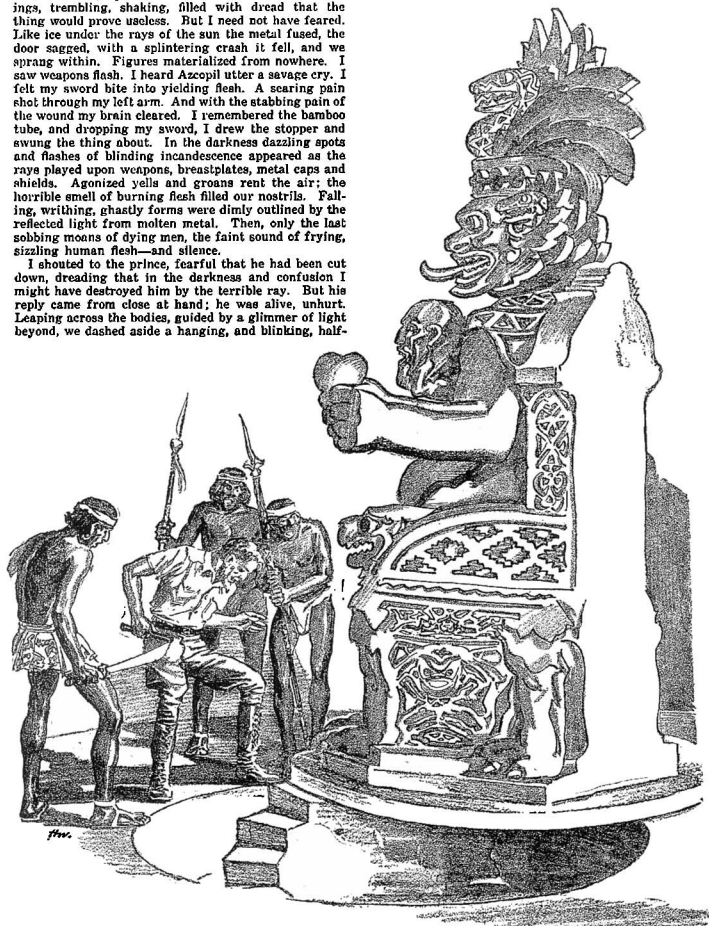 ings, trembling, shaking, filled with dread that the
thing would prove useless. But I need not have feared.
Like ice under the rays of the sun the metal fused, the
door sagged, with a splintering crash it fell, and we
sprang within. Figures materialized from nowhere. I
saw weapons flash. I heard Azcopil utter a savage cry. I
felt my sword bite into yielding flesh. A searing pain
shot through my left arm. And with the stabbing pain of
the wound my brain cleared. I remembered the bamboo
tube, and dropping my sword, I drew the stopper and
swung the thing about. In the darkness dazzling spots
and flashes of blinding incandescence appeared as the
rays played upon weapons, breastplates, metal caps and
shields. Agonized yells and groans rent the air; the
horrible smell of burning flesh filled our nostrils. Fall-
ing, writhing, ghastly forms were dimly outlined by the
reflected light from molten metal. Then, only the last
sobbing moans of dying men, the faint sound of frying,
sizzling human flesh—and silence.
I shouted to the prince, fearful that he had been cut
down, dreading that in the darkness and confusion I
might have destroyed him by the terrible ray. But his
reply came from close at hand; he was alive, unhurt.
Leaping across the bodies, guided by a glimmer of light
beyond, we dashed aside a hanging, and blinking, half-